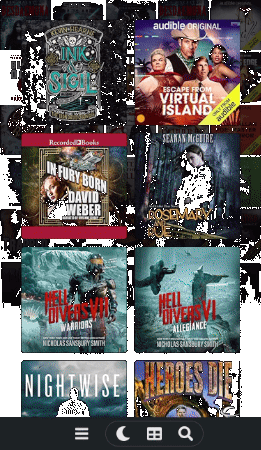 INK &
SIGIL
audible ORIGINAL
ESCAPE FROM
VIRTUAL
ISLAND
Recorded Books
IN FURY BORN
DAVID
WEBER
SEANAN McGUIRE
ROSEMARY
HELL
DIVERS VII
WARRIORS
NICHOLAS SANSBURY SMITH
HELL
DIVERS VI
ALLEGIANCE
NICHOLAS SANSBURY SMITH
NIGHTWISE
HEROES DIE